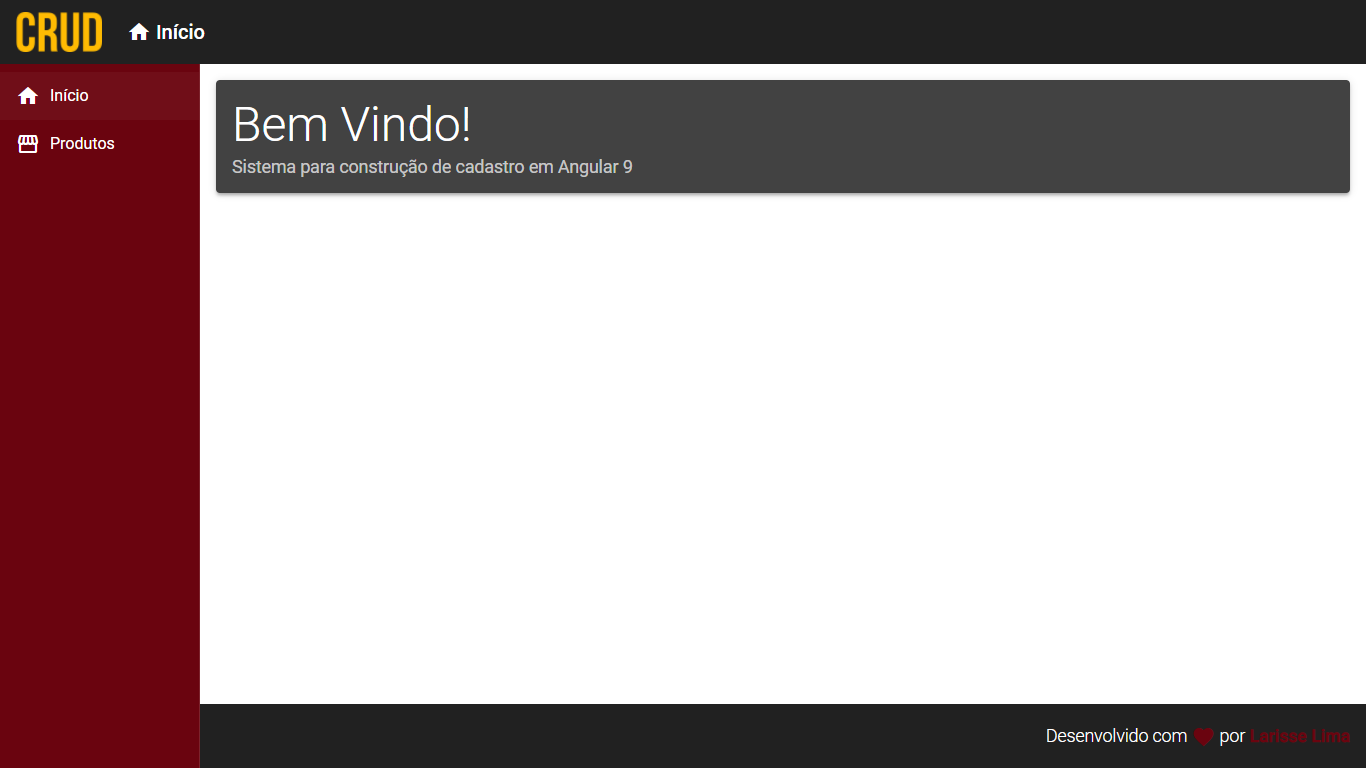 CRUD
Início
Início
Produtos
Bem Vindo!
Sistema para construção de cadastro em Angular 9
Desenvolvido com por Larisse Lima